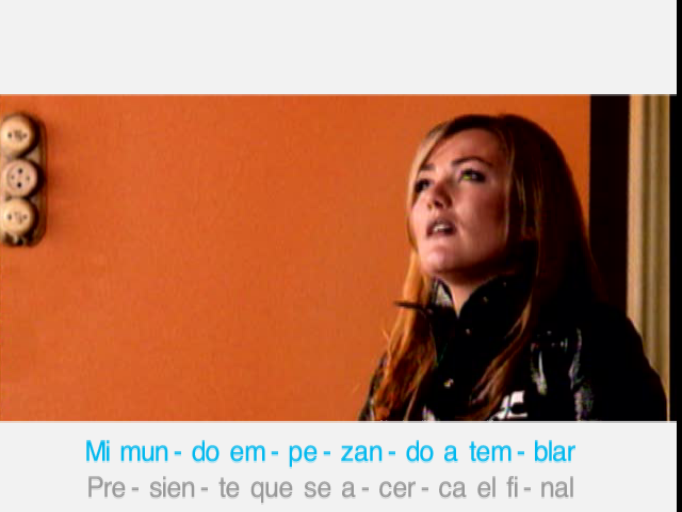 Mi mun - do em - pe - zan - do a tem - blar
Pre - sien - te que se a - cer - ca el fi - nal